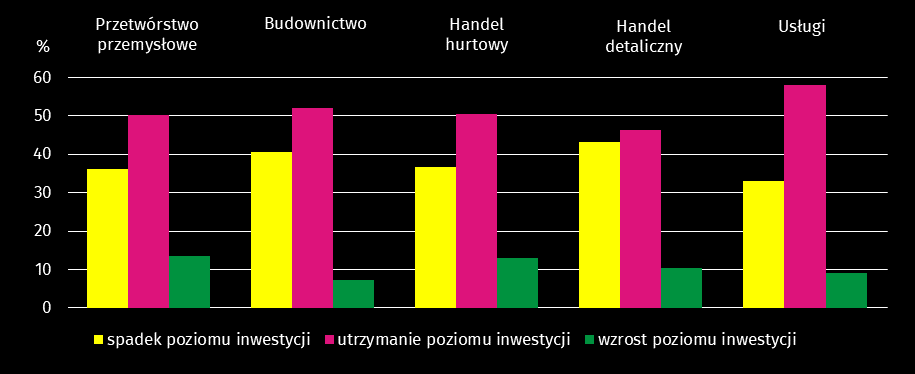 Przetwórstwo
przemysłowe
Budownictwo
Handel
hurtowy
Handel
detaliczny
Usługi
%
60
50
40
30
20
10
0
spadek poziomu inwestycji utrzymanie poziomu inwestycji wzrost poziomu inwestycji